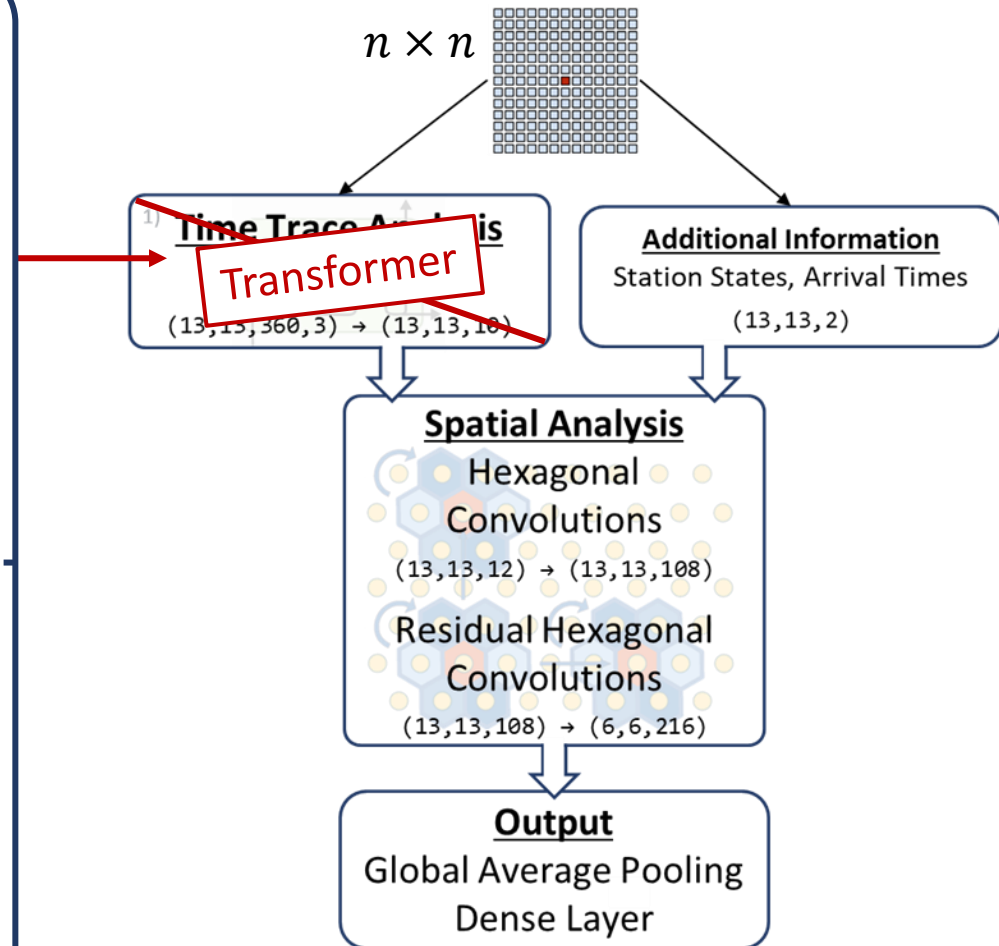 n × n
1)
Time Trace Analysis
Transformer
(13,13,360,3) → (13,13,10)
Additional Information
Station States, Arrival Times
(13,13,2)
Spatial Analysis
Hexagonal
Convolutions
(13,13,12) → (13,13,108)
Residual Hexagonal
Convolutions
(13,13,108) → (6,6,216)
Output
Global Average Pooling
Dense Layer